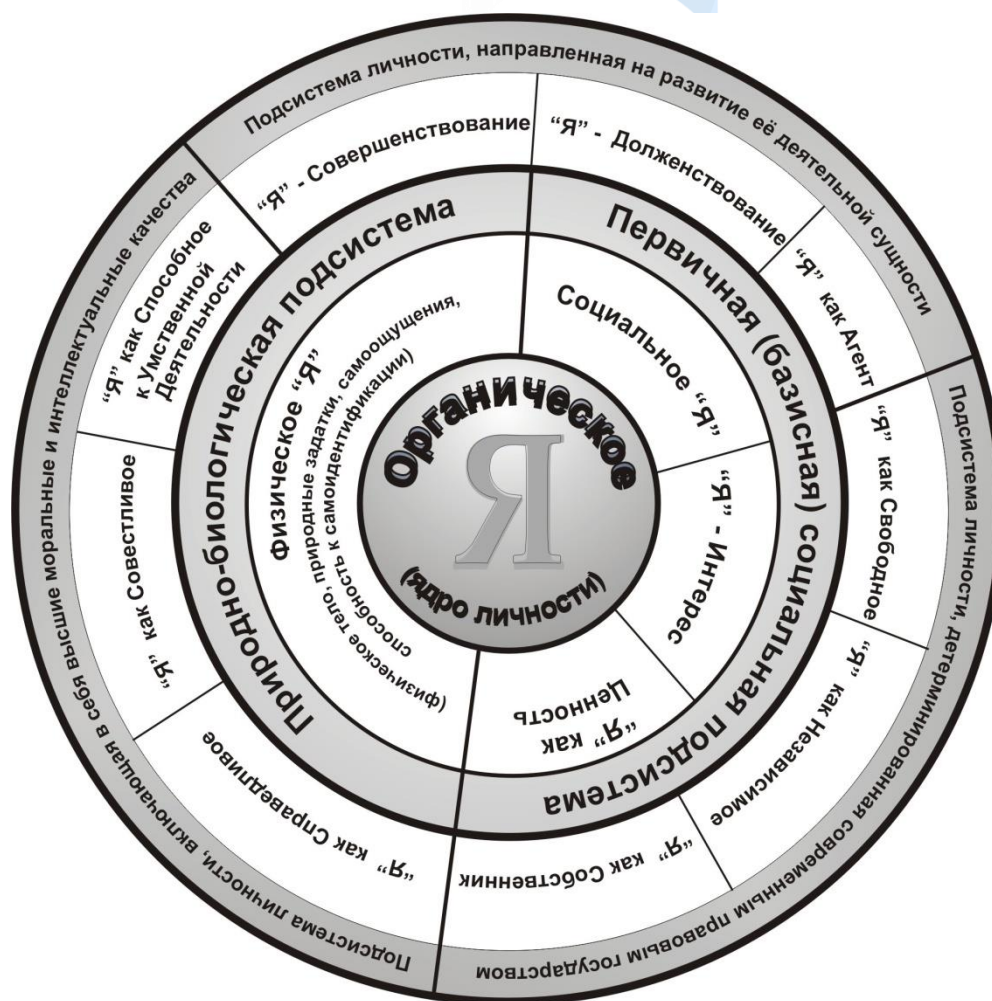 Подсистема личности, направленная на развитие её деятельной сущности
“Я” - Совершенствование
“Я” - Долженствование
“Я” как Агент
Подсистема личности, детерминированная современным правовым государством
“Я” как Свободное
“Я” как Независимое
“Я” как Собственник
Подсистема личности, включающая в себя высшие моральные и интеллектуальные качества
“Я” как Справедливое
“Я” как Совестливое
“Я” как Способное
к Умственной
Деятельности
Природно-биологическая подсистема
Физическое “Я”
(физическое тело, природные задатки, самоощущения,
способность к самоидентификации)
Первичная (базисная) социальная подсистема
Социальное “Я”
“Я” - Интерес
“Я” как
Ценность
Органическое
Я
(ядро личности)